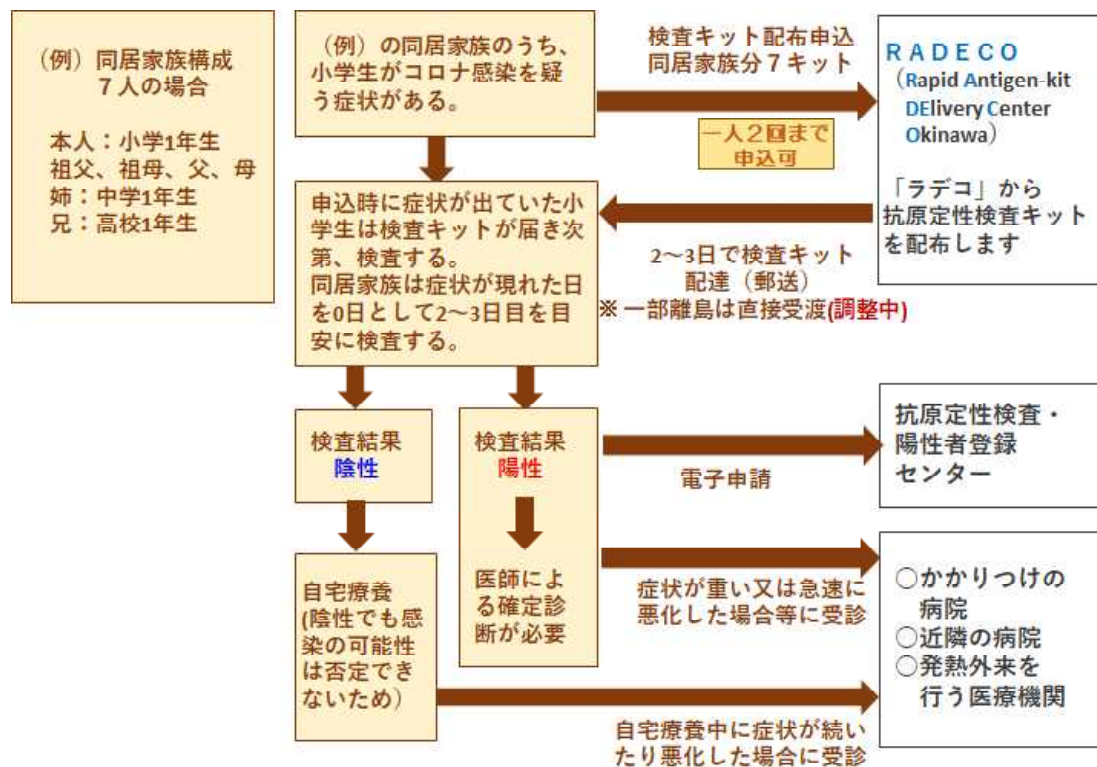 （例）同居家族構成
７人の場合
本人：小学1年生
祖父、祖母、父、母
姉：中学1年生
兄：高校1年生
（例）の同居家族のうち、
小学生がコロナ感染を疑
う症状がある。
検査キット配布申込
同居家族分７キット
一人２回まで
申込可
ＲＡＤＥＣＯ
（Rapid Antigen-kit
DElivery Center
Okinawa）
「ラデコ」から
抗原定性検査キット
を配布します
申込時に症状が出ていた小
学生は検査キットが届き次
第、検査する。
同居家族は症状が現れた日
を0日として2～3日目を目
安に検査する。
2～3日で検査キット
配達（郵送）
※ 一部離島は直接受渡(調整中)
検査結果
陰性
検査結果
陽性
電子申請
抗原定性検査・
陽性者登録
センター
自宅療養
(陰性でも感
染の可能性
は否定でき
ないため）
医師によ
る確定診
断が必要
症状が重い又は急速に
悪化した場合等に受診
○かかりつけの
病院
○近隣の病院
○発熱外来を
行う医療機関
自宅療養中に症状が続い
たり悪化した場合に受診